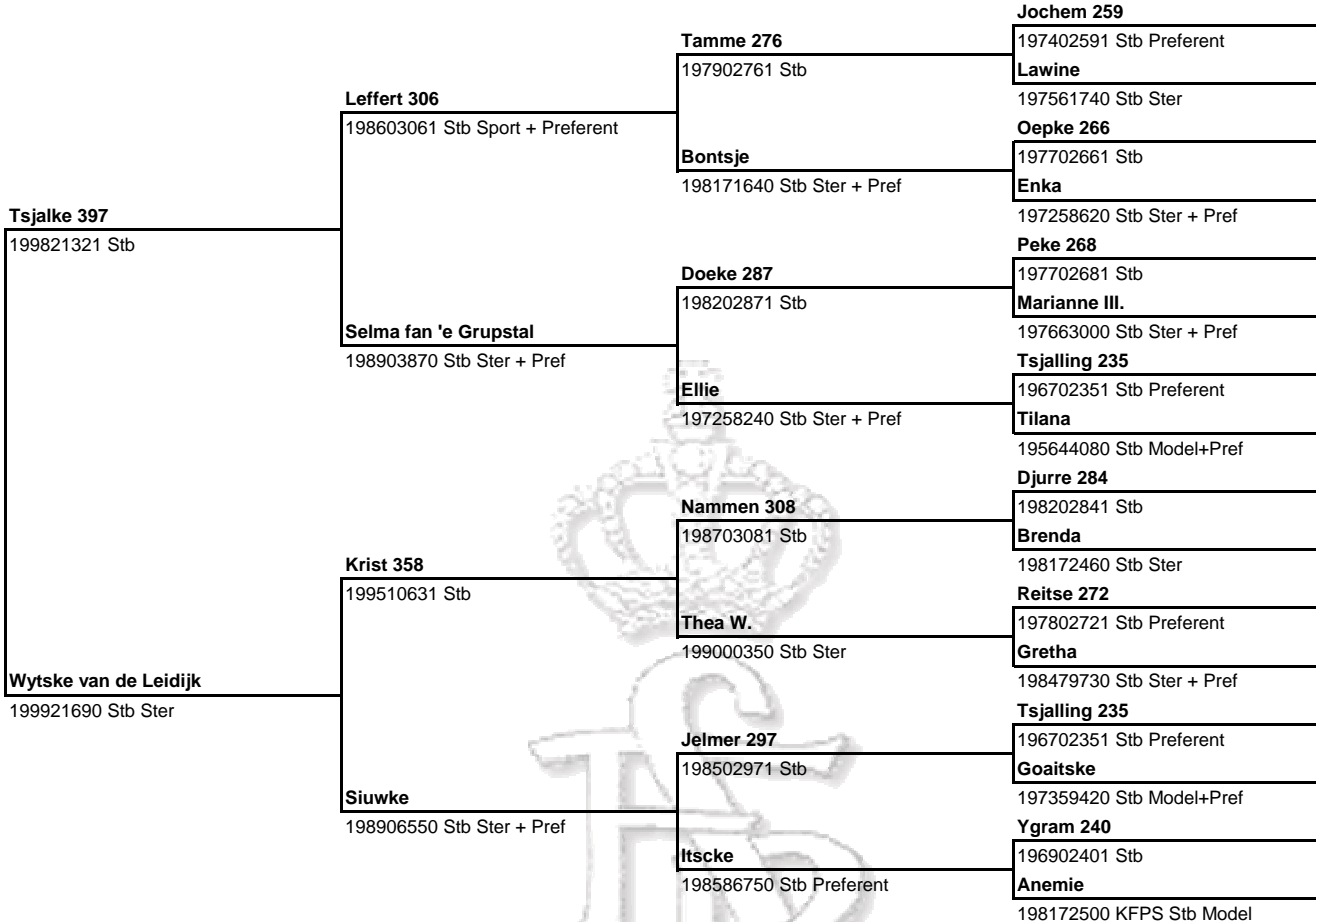 Jochem 259
Tamme 276
197402591 Stb Preferent
197902761 Stb
Lawine
Leffert 306
197561740 Stb Ster
198603061 Stb Sport + Preferent
Oepke 266
Bontsje
197702661 Stb
198171640 Stb Ster + Pref
Enka
Tsjalke 397
197258620 Stb Ster + Pref
199821321 Stb
Peke 268
Doeke 287
197702681 Stb
198202871 Stb
Marianne III.
Selma fan 'e Grupstal
197663000 Stb Ster + Pref
198903870 Stb Ster + Pref
Tsjalling 235
Ellie
196702351 Stb Preferent
197258240 Stb Ster + Pref
Tilana
195644080 Stb Model+Pref
Djurre 284
Nammen 308
198202841 Stb
198703081 Stb
Brenda
Krist 358
198172460 Stb Ster
199510631 Stb
Reitse 272
Thea W.
197802721 Stb Preferent
199000350 Stb Ster
Gretha
Wytske van de Leidijk
198479730 Stb Ster + Pref
199921690 Stb Ster
Tsjalling 235
Jelmer 297
196702351 Stb Preferent
198502971 Stb
Goaitske
Siuwke
197359420 Stb Model+Pref
198906550 Stb Ster + Pref
Ygram 240
Itscke
196902401 Stb
198586750 Stb Preferent
Anemie
198172500 KFPS Stb Model